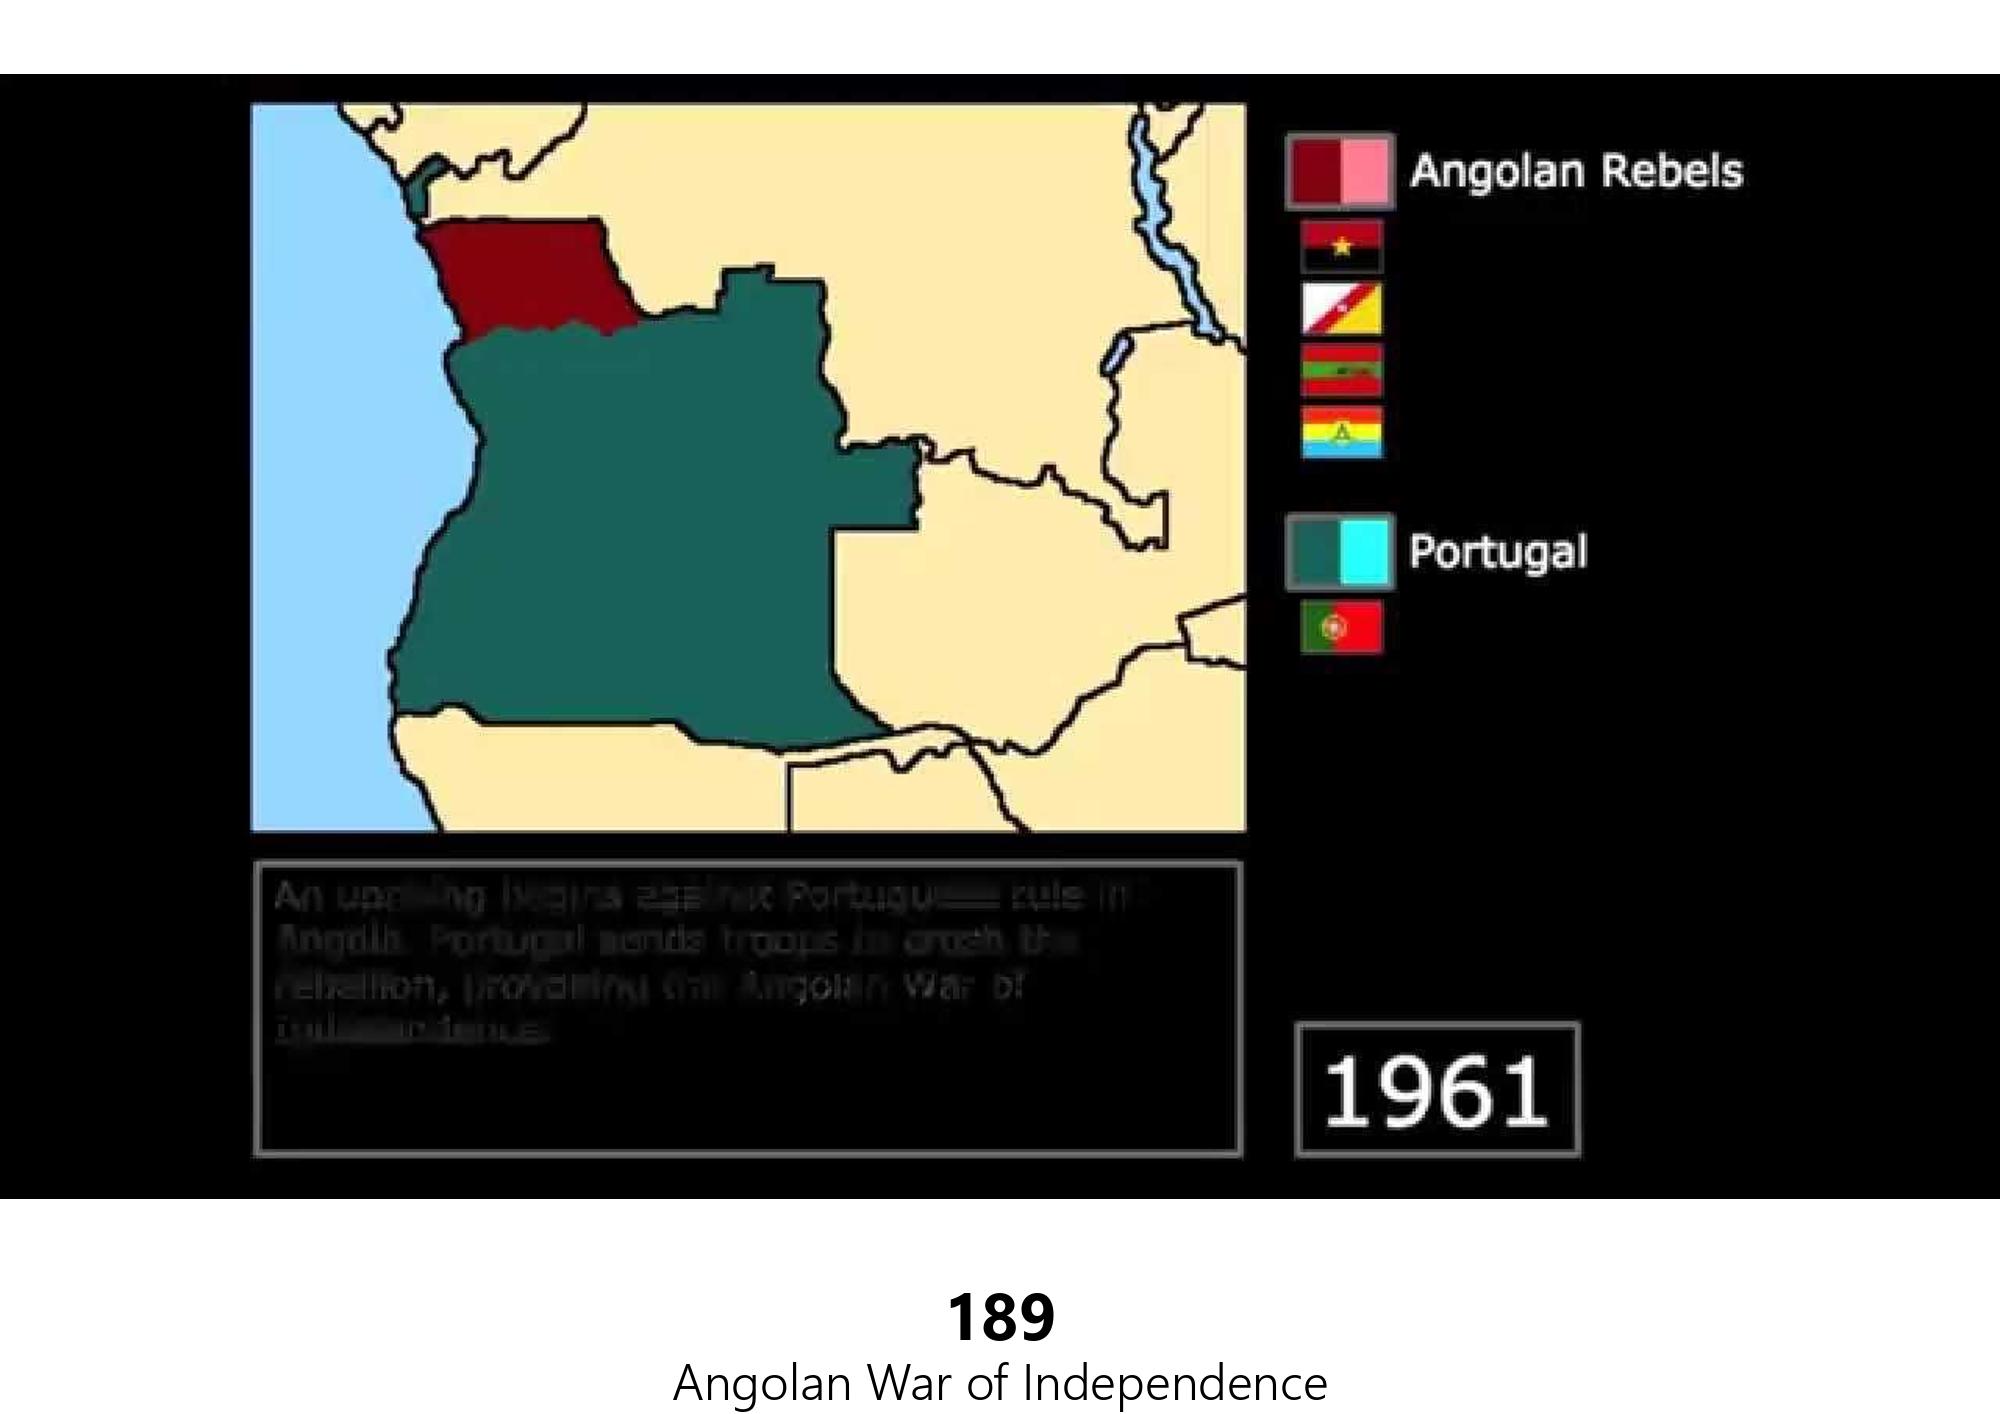 Angolan Rebels
Portugal
An uprising begins against Portuguese rule in
Angola. Portugal sends troops to crush the
rebellion, provoking the Angolan War of
Independence.
1961
189
Angolan War of Independence